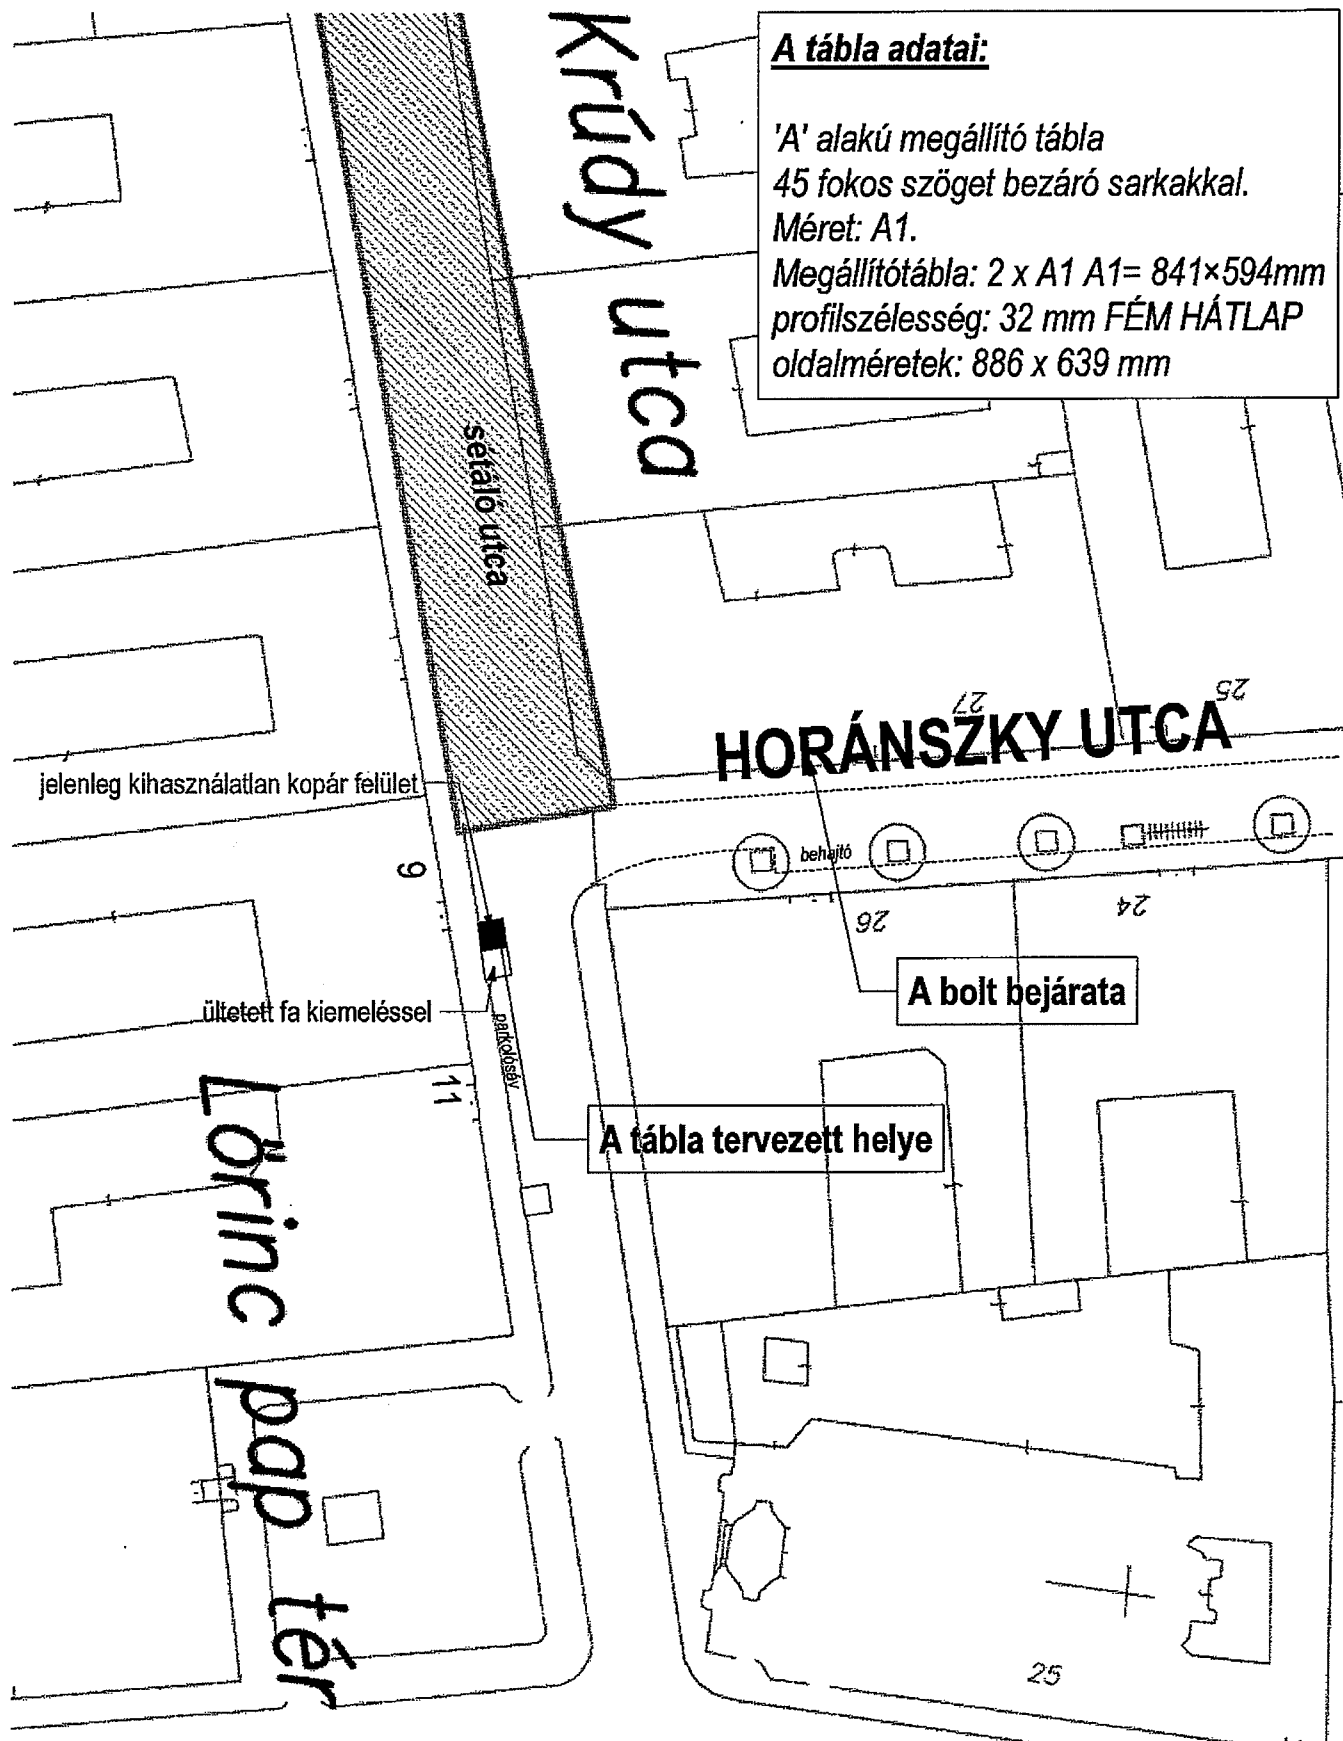 A tábla adatai:
'A' alakú megállító tábla
45 fokos szöget bezáró sarkakkal.
Méret: A1.
Megállítótábla: 2 x A1 A1= 841×594mm
profilszélesség: 32 mm FÉM HÁTLAP
oldalméretek: 886 x 639 mm
Krúdy utca
sétáló utca
27
25
HORÁNSZKY UTCA
jelenleg kihasználatlan kopár felület
behajtó
9
26
24
A bolt bejárata
ültetett fa kiemeléssel
parkolósáv
11
A tábla tervezett helye
Lőrinc pap tér
25